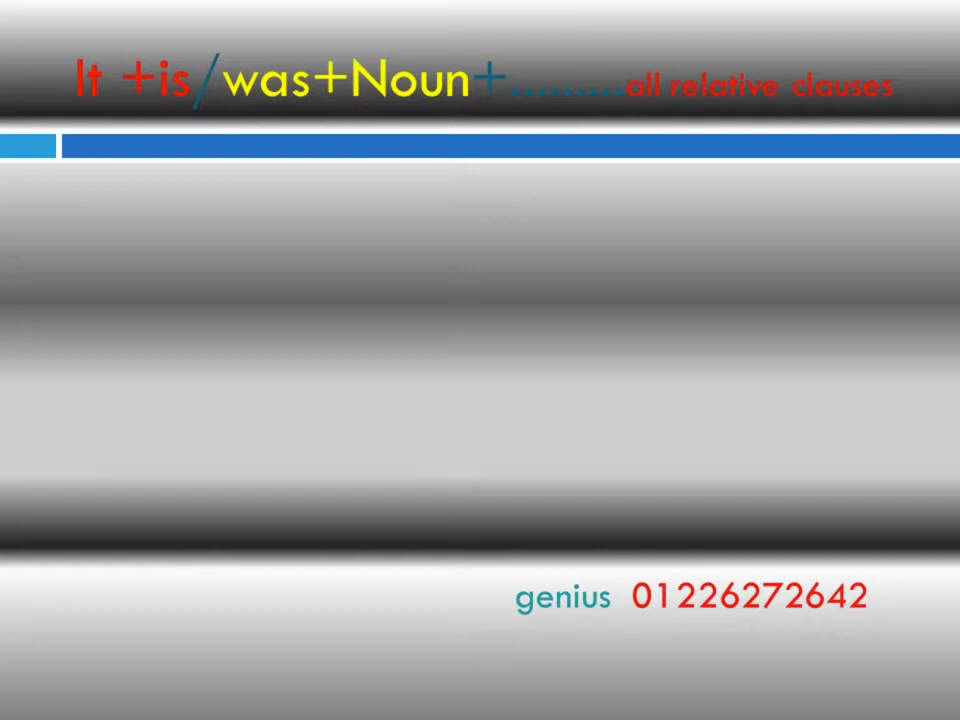 It +is/was+Noun+.........all relative clauses
genius 01226272642